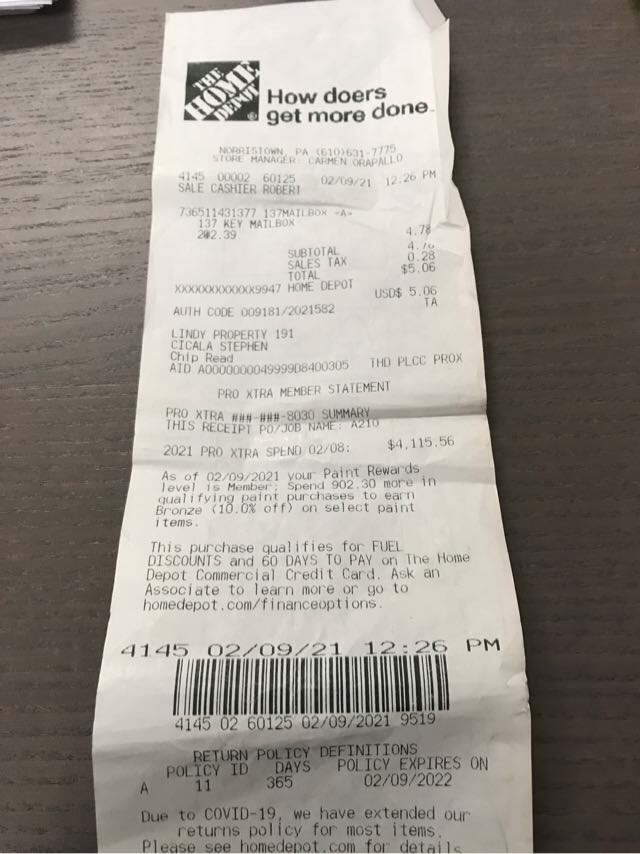 THE
HOME
DEPOT
How doers
get more done.
NORRISTOWN, PA (610)631-7775
STORE MANAGER: CARMEN ORAPALLO
4145 00002 60125 02/09/21 12:26 PM
SALE CASHIER ROBERT
736511431377 137MAILBOX <A>
137 KEY MAILBOX
2@2.39 4.78
SUBTOTAL 4.78
SALES TAX 0.28
TOTAL $5.06
XXXXXXXXXXXX9947 HOME DEPOT
USD$ 5.06
AUTH CODE 009181/2021582 TA
LINDY PROPERTY 191
CICALA STEPHEN
Chip Read
AID A0000000049999D8400305 THD PLCC PROX
PRO XTRA MEMBER STATEMENT
PRO XTRA ###-###-8030 SUMMARY
THIS RECEIPT PO/JOB NAME: A210
2021 PRO XTRA SPEND 02/08: $4,115.56
As of 02/09/2021 your Paint Rewards
level is Member; Spend 902.30 more in
qualifying paint purchases to earn
Bronze (10.0% off) on select paint
items.
This purchase qualifies for FUEL
DISCOUNTS and 60 DAYS TO PAY on The Home
Depot Commercial Credit Card. Ask an
Associate to learn more or go to
homedepot.com/financeoptions.
4145 02/09/21 12:26 PM
4145 02 60125 02/09/2021 9519
RETURN POLICY DEFINITIONS
POLICY ID DAYS POLICY EXPIRES ON
A 11 365 02/09/2022
Due to COVID-19, we have extended our
returns policy for most items.
Please see homedepot.com for details